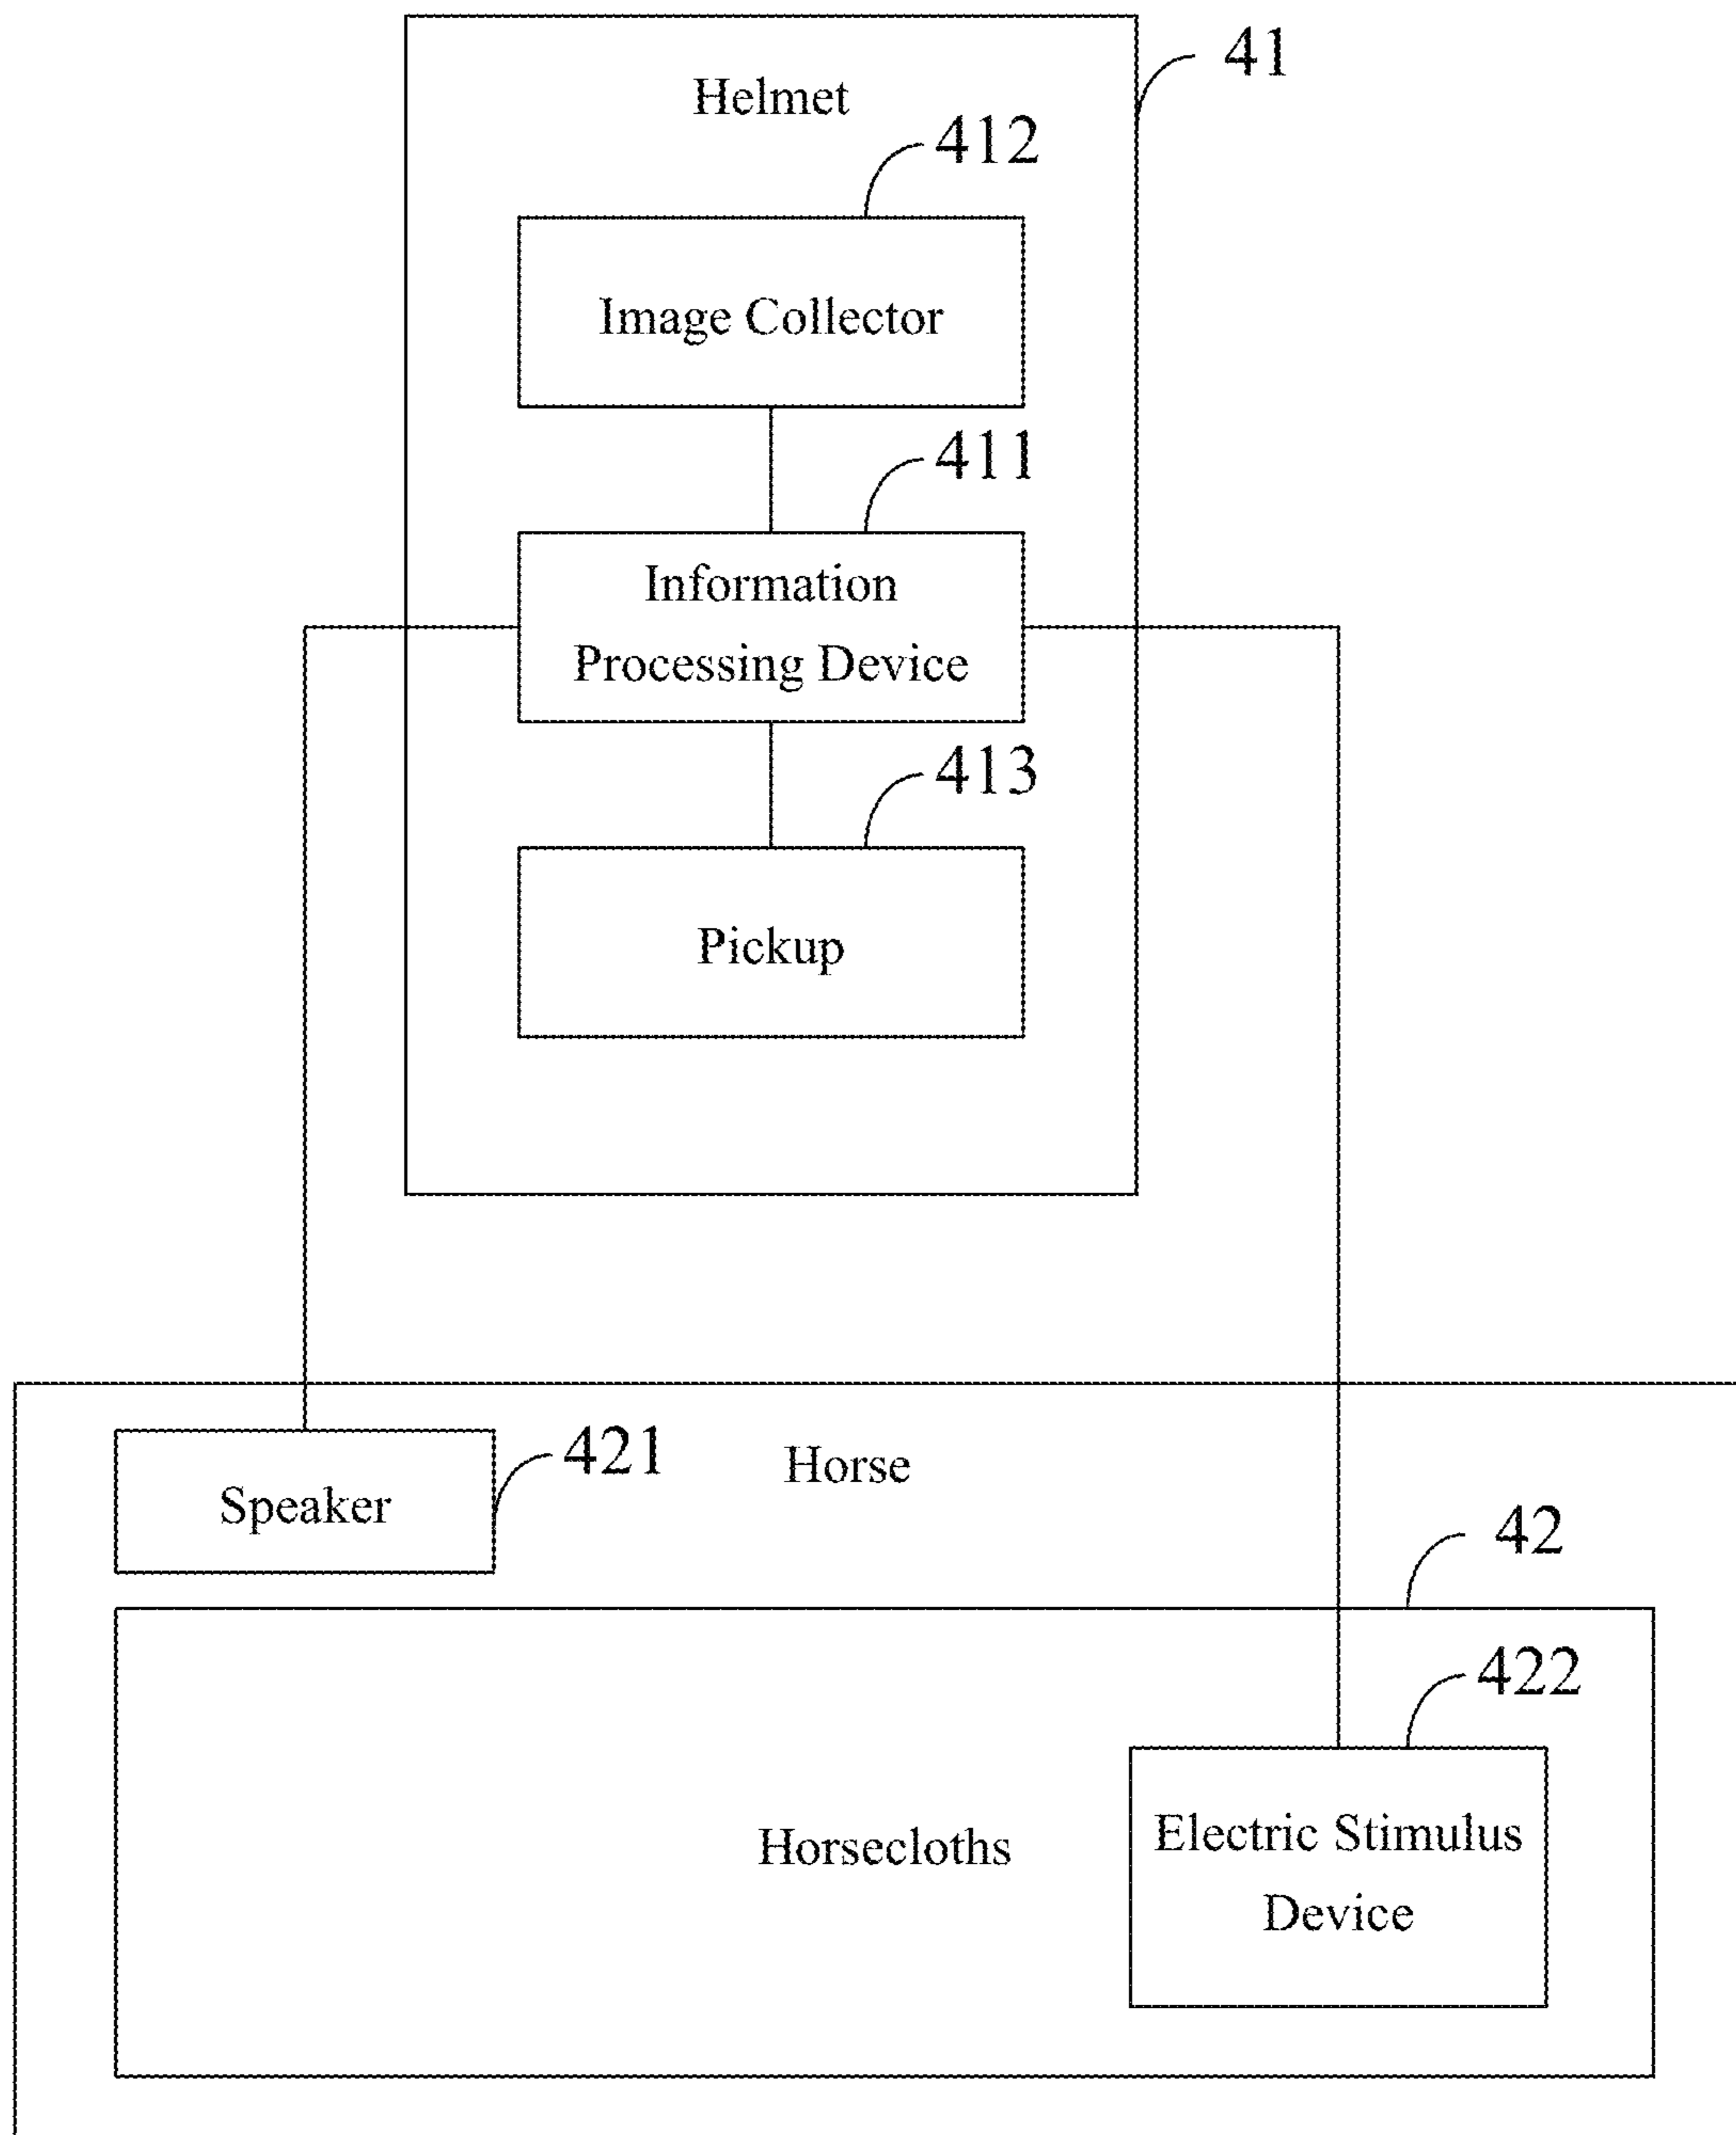 41
Helmet
412
Image Collector
411
Information
Processing Device
413
Pickup
421
Horse
Speaker
42
422
Electric Stimulus
Horsecloths
Device